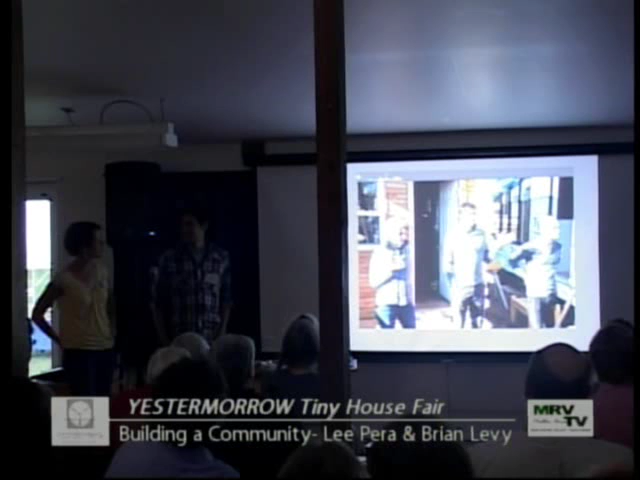 YESTERMORROW Tiny House Fair
Building a Community- Lee Pera & Brian Levy
MRV
TV